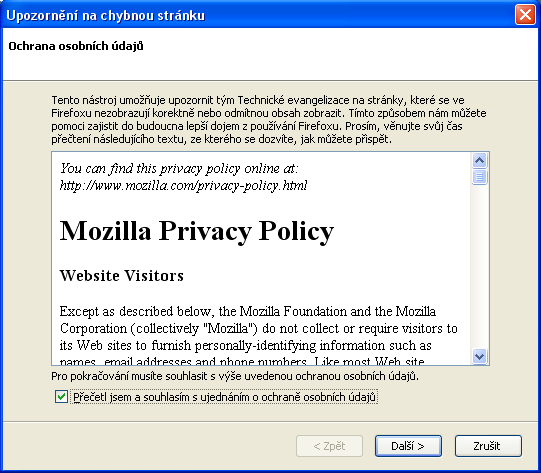 Upozornění na chybnou stránku
Ochrana osobních údajů
Tento nástroj umožňuje upozornit tým Technické evangelizace na stránky, které se ve
Firefoxu nezobrazují korektně nebo odmítnou obsah zobrazit. Tímto způsobem nám můžete
pomoci zajistit do budoucna lepší dojem z používání Firefoxu. Prosím, věnujte svůj čas
přečtení následujícího textu, ze kterého se dozvíte, jak můžete přispět.
You can find this privacy policy online at:
http://www.mozilla.com/privacy-policy.html
Mozilla Privacy Policy
Website Visitors
Except as described below, the Mozilla Foundation and the Mozilla
Corporation (collectively "Mozilla") do not collect or require visitors to
its Web sites to furnish personally-identifying information such as
names, email addresses and phone numbers. Like most Web site
Pro pokračování musíte souhlasit s výše uvedenou ochranou osobních údajů.
Přečetl jsem a souhlasím s ujednáním o ochraně osobních údajů
< Zpět Další > Zrušit